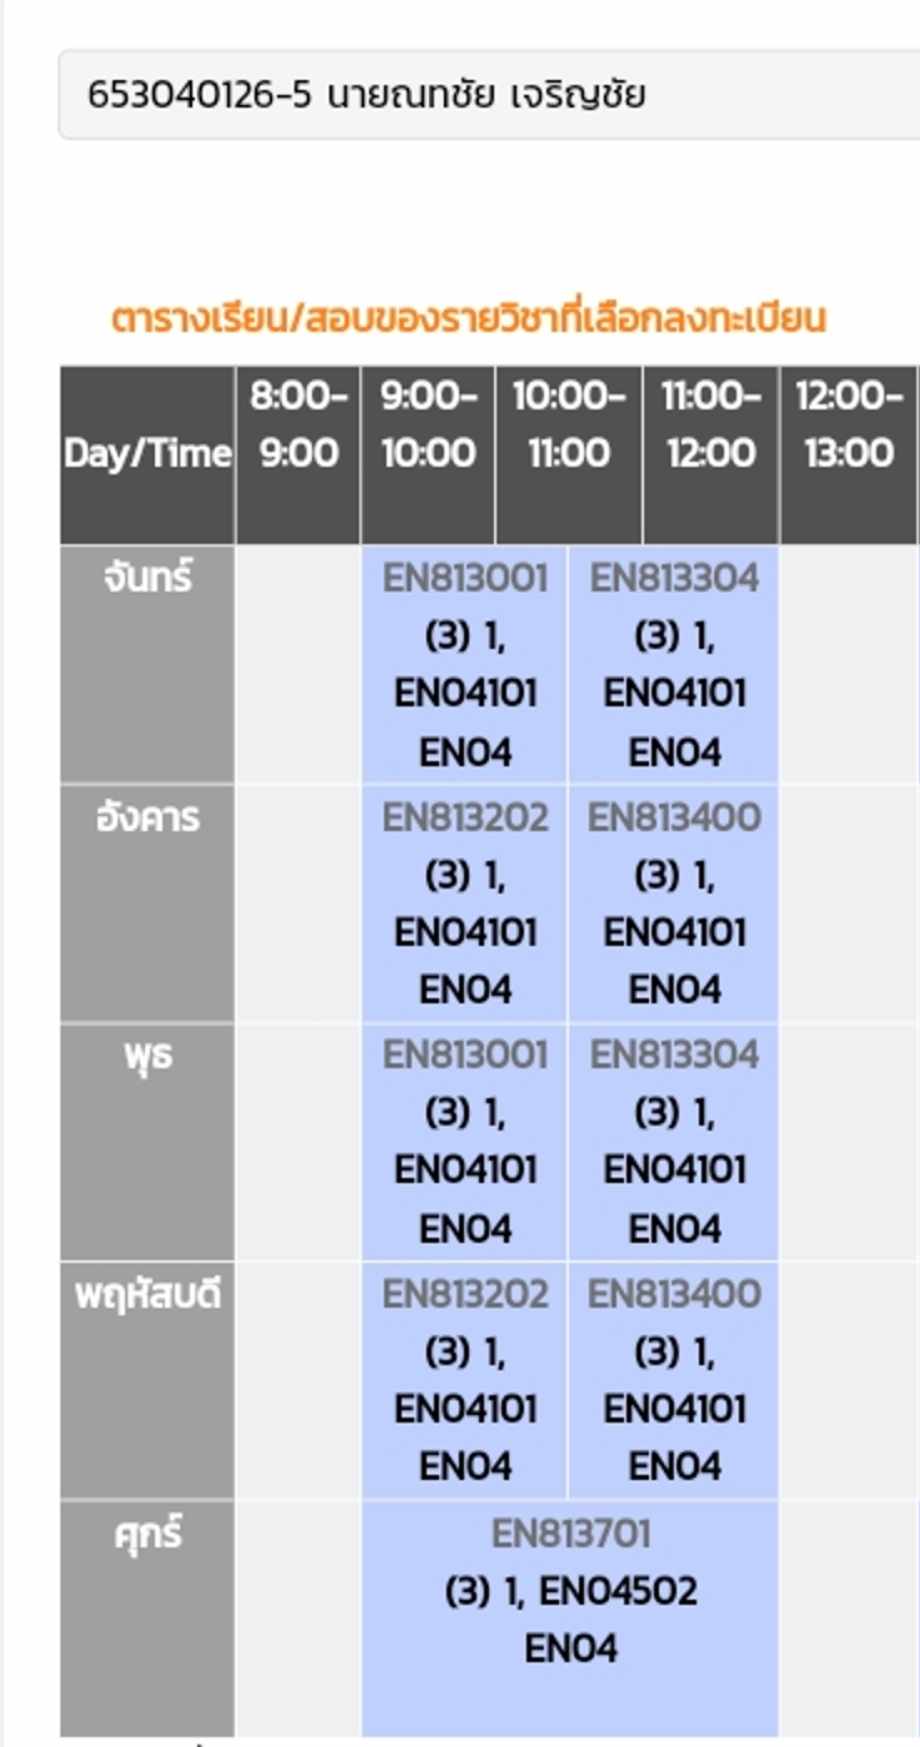 653040126-5 นายณทชัย เจริญชัย
ตารางเรียน/สอบของรายวิชาที่เลือกลงทะเบียน
Day/Time 8:00-9:00 9:00-10:00 10:00-11:00 11:00-12:00 12:00-13:00
จันทร์ EN813001 EN813304
(3) 1, (3) 1,
EN04101 EN04101
EN04 EN04
อังคาร EN813202 EN813400
(3) 1, (3) 1,
EN04101 EN04101
EN04 EN04
พุธ EN813001 EN813304
(3) 1, (3) 1,
EN04101 EN04101
EN04 EN04
พฤหัสบดี EN813202 EN813400
(3) 1, (3) 1,
EN04101 EN04101
EN04 EN04
ศุกร์ EN813701
(3) 1, EN04502
EN04